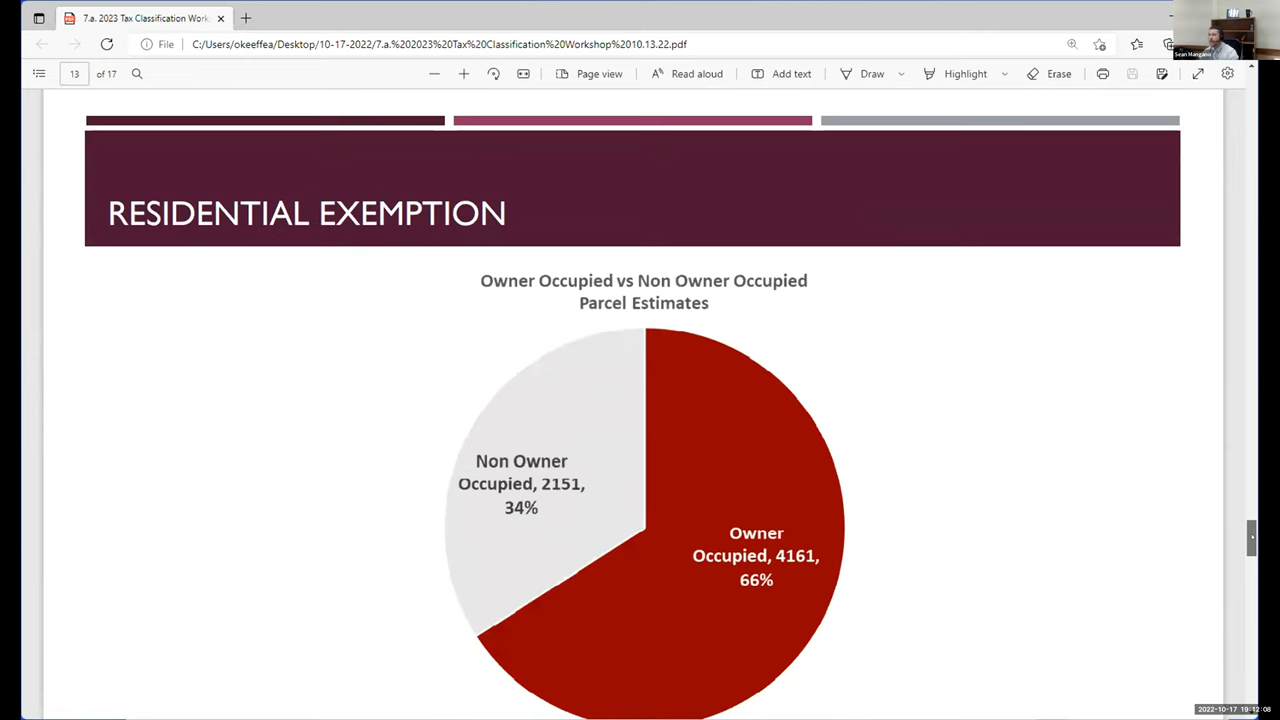 7.a. 2023 Tax Classification Work
File
C:/Users/okeeffea/Desktop/10-17-2022/7.a.%202023%20Tax%20Classification%20Workshop%2010.13.22.pdf
Sean Mangano
13 of 17
Page view
Read aloud
Add text
Draw
Highlight
Erase
RESIDENTIAL EXEMPTION
Owner Occupied vs Non Owner Occupied
Parcel Estimates
Non Owner
Occupied, 2151,
34%
Owner
Occupied, 4161,
66%
2022-10-17 19:12:08